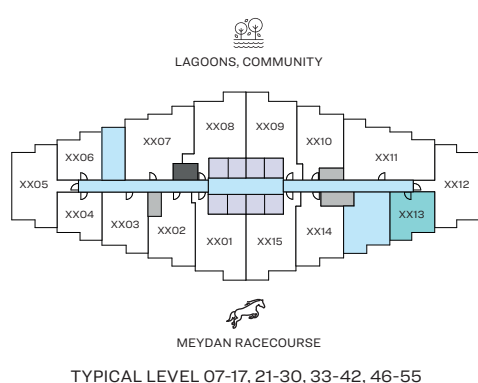 LAGOONS, COMMUNITY
XX08 XX09
XX07 XX10
XX06 XX11
XX05 XX12
XX04 XX13
XX03 XX14
XX02 XX01 XX15
MEYDAN RACECOURSE
TYPICAL LEVEL 07-17, 21-30, 33-42, 46-55